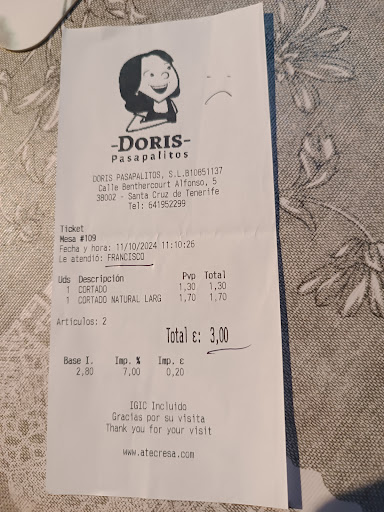 -DORIS-
Pasapalitos
DORIS PASAPALITOS, S.L.B10651137
Calle Benthercourt Alfonso, 5
38002 - Santa Cruz de Tenerife
Tel: 641952299
Ticket
Mesa #109
Fecha y hora: 11/10/2024 11:10:26
Le atendió: FRANCISCO
Uds Descripción Pvp Total
1 CORTADO 1,30 1,30
1 CORTADO NATURAL LARG 1,70 1,70
Artículos: 2
Total €: 3,00
Base I. Imp. % Imp. €
2,80 7,00 0,20
IGIC Incluido
Gracias por su visita
Thank you for your visit
www.atecresa.com